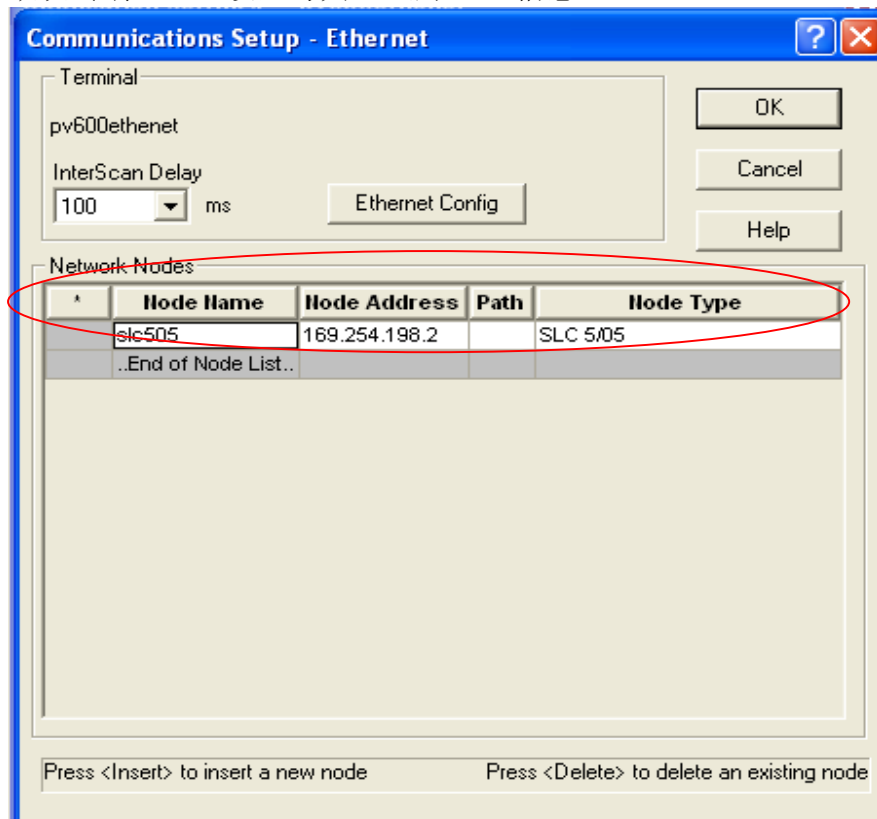 Communications Setup - Ethernet
Terminal
pv600ethenet
InterScan Delay
100 ms
Ethernet Config
OK
Cancel
Help
Network Nodes
* Node Name Node Address Path Node Type
slc505 169.254.198.2 SLC 5/05
..End of Node List..
Press <Insert> to insert a new node Press <Delete> to delete an existing node